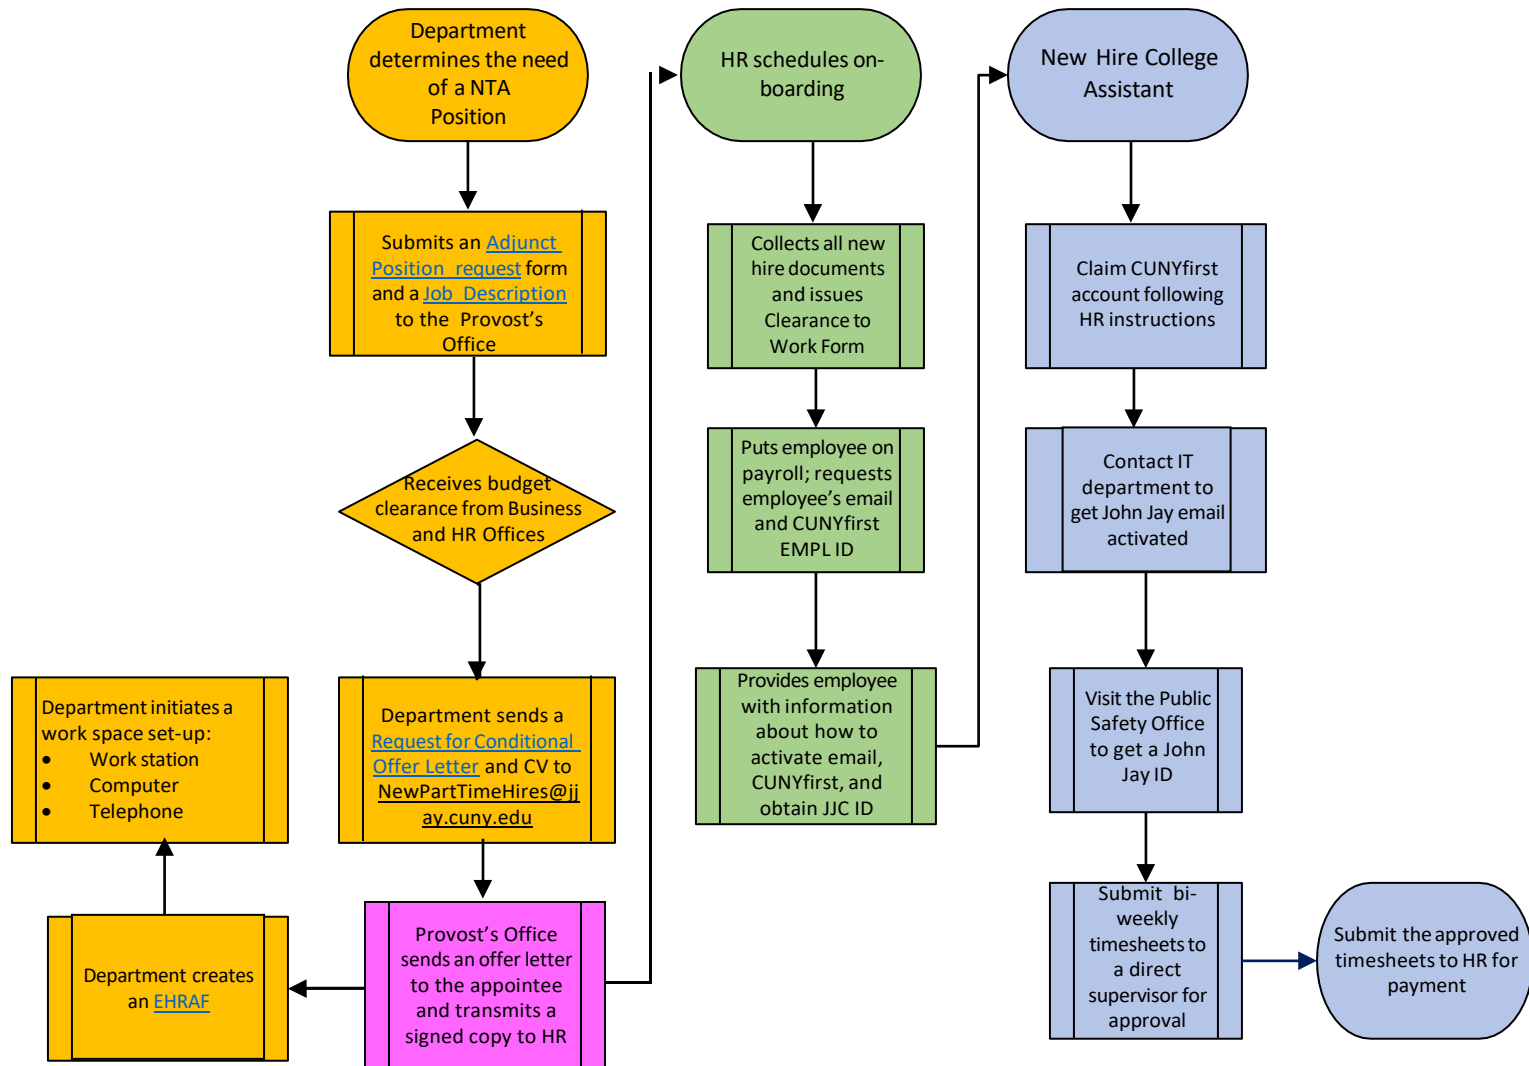 Department
determines the need
of a NTA
Position
Submits an Adjunct
Position request form
and a Job Description
to the Provost's
Office
Receives budget
clearance from Business
and HR Offices
Department sends a
Request for Conditional
Offer Letter and CV to
NewPartTimeHires@jj
ay.cuny.edu
Provost's Office
sends an offer letter
to the appointee
and transmits a
signed copy to HR
Department creates
an EHRAF
Department initiates a
work space set-up:
• Work station
• Computer
• Telephone
HR schedules on-
boarding
Collects all new
hire documents
and issues
Clearance to
Work Form
Puts employee on
payroll; requests
employee's email
and CUNYfirst
EMPL ID
Provides employee
with information
about how to
activate email,
CUNYfirst, and
obtain JJC ID
New Hire College
Assistant
Claim CUNYfirst
account following
HR instructions
Contact IT
department to
get John Jay email
activated
Visit the Public
Safety Office
to get a John
Jay ID
Submit bi-
weekly
timesheets to
a direct
supervisor for
approval
Submit the approved
timesheets to HR for
payment